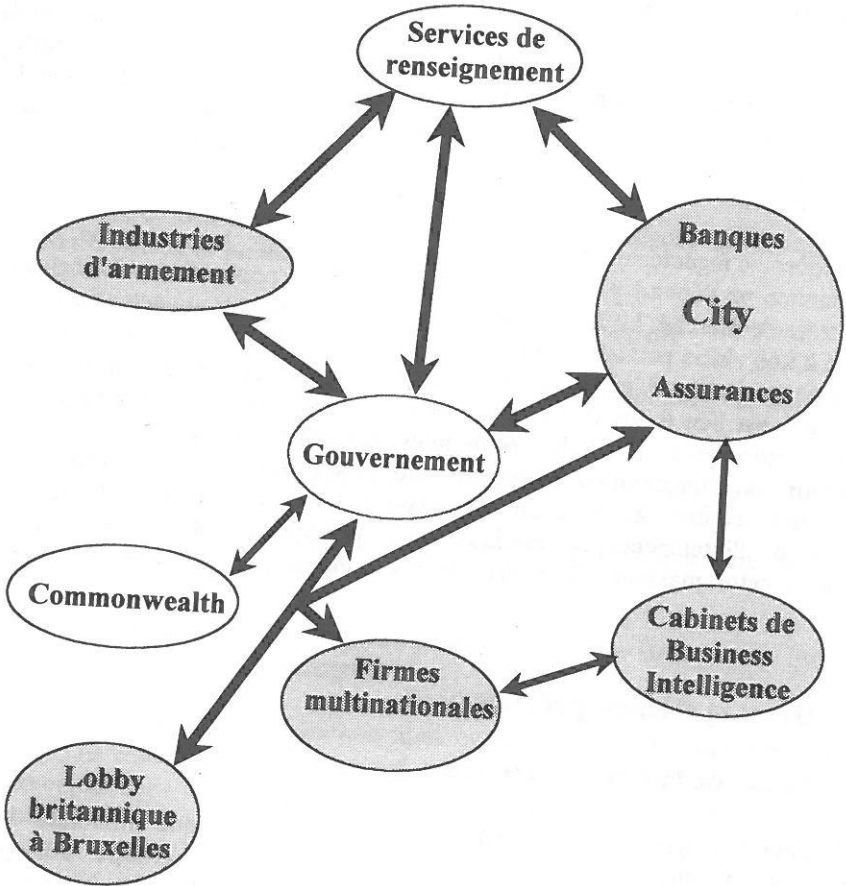 Services de
renseignement
Industries
d'armement
Banques
City
Assurances
Gouvernement
Commonwealth
Cabinets de
Business
Intelligence
Firmes
multinationales
Lobby
britannique
à Bruxelles